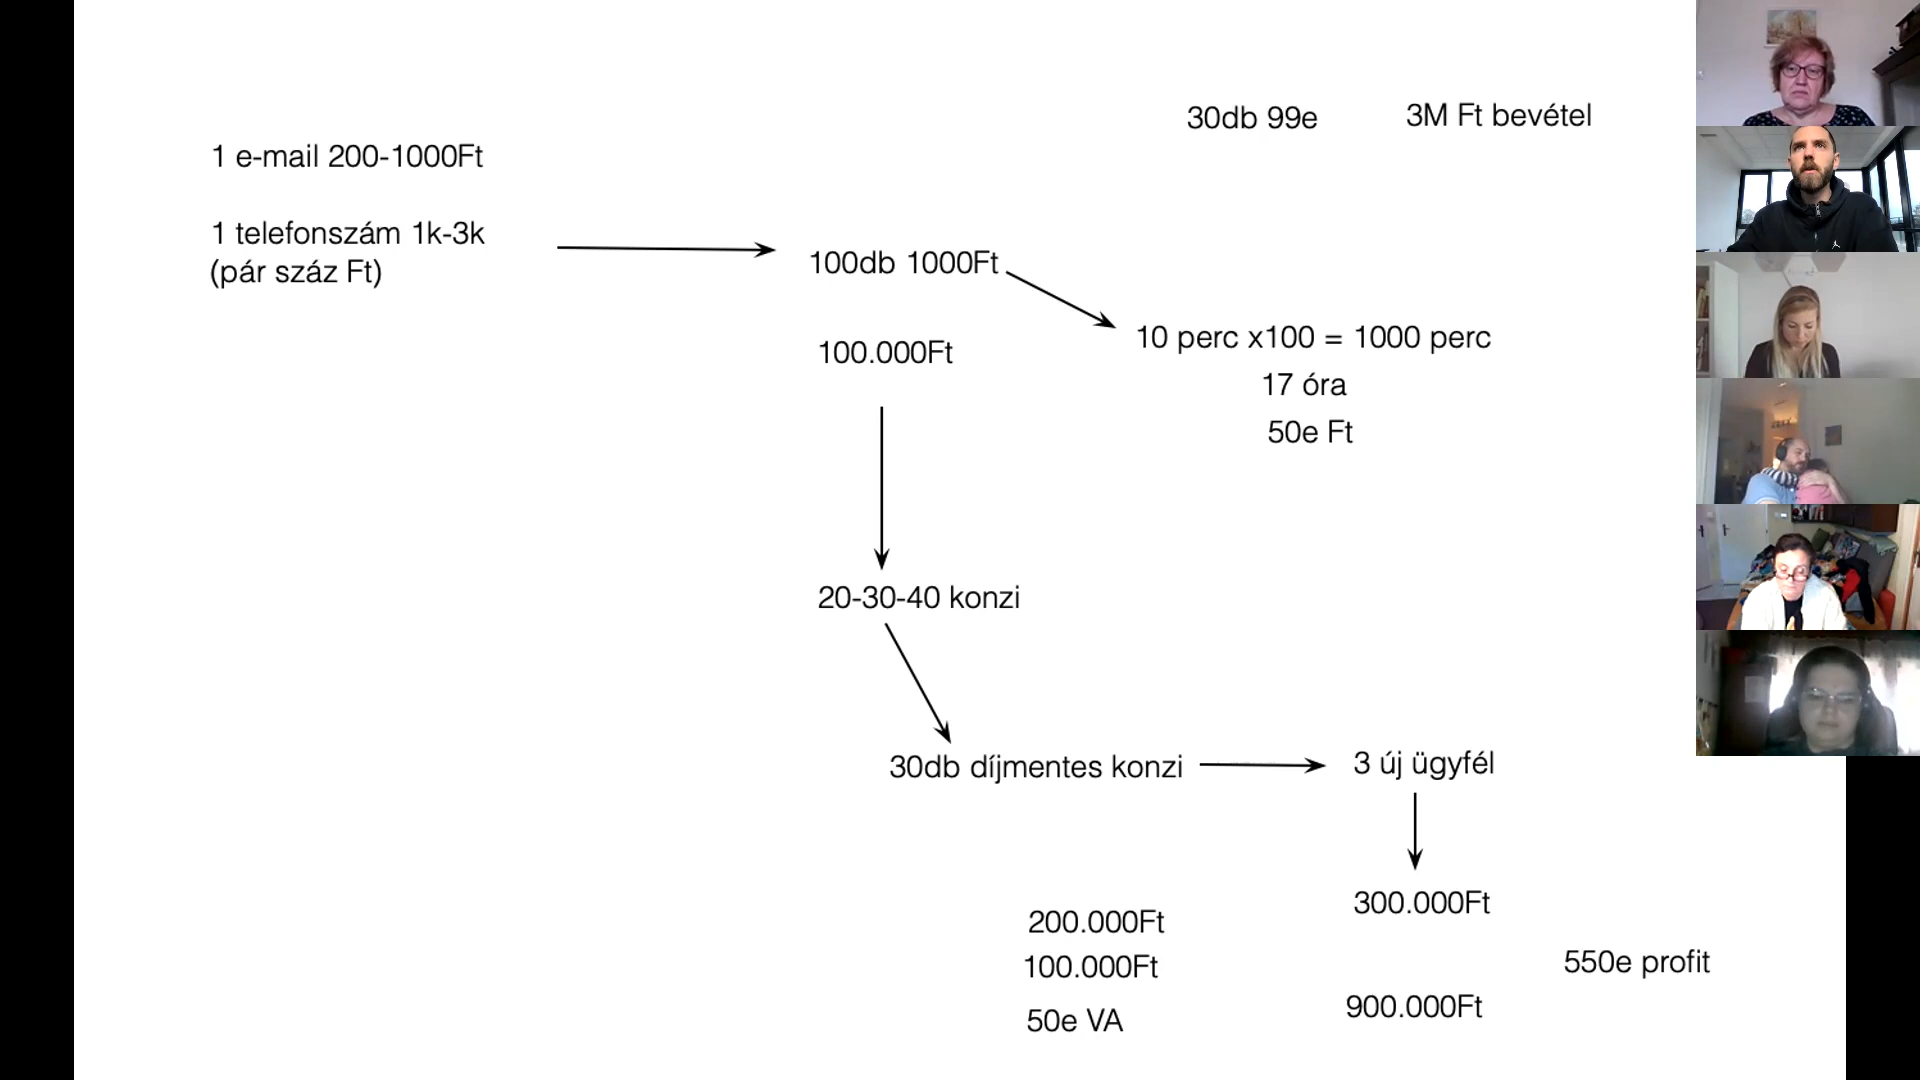 30db 99e
3M Ft bevétel
1 e-mail 200-1000Ft
1 telefonszám 1k-3k
(pár száz Ft)
100db 1000Ft
100.000Ft
10 perc x100 = 1000 perc
17 óra
50e Ft
20-30-40 konzi
30db díjmentes konzi
3 új ügyfél
300.000Ft
200.000Ft
100.000Ft
50e VA
900.000Ft
550e profit